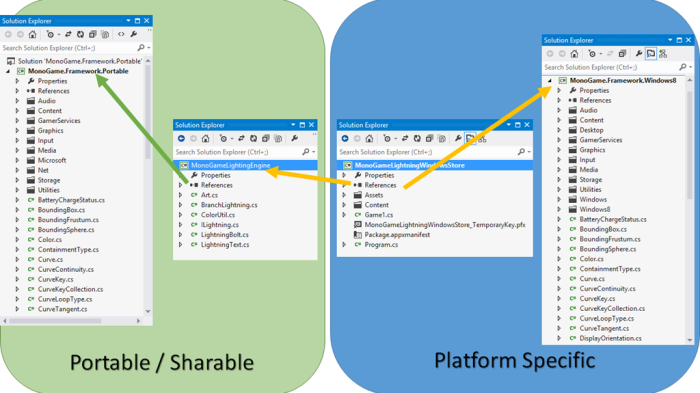 Solution Explorer
Search Solution Explorer (Ctrl+;)
Solution 'MonoGame.Framework.Portable'
MonoGame.Framework.Portable
Properties
References
Audio
Content
GamerServices
Graphics
Input
Media
Microsoft
Net
Storage
Utilities
BatteryChargeStatus.cs
BoundingBox.cs
BoundingFrustum.cs
BoundingSphere.cs
Color.cs
ContainmentType.cs
Curve.cs
CurveContinuity.cs
CurveKey.cs
CurveKeyCollection.cs
CurveLoopType.cs
CurveTangent.cs
Solution Explorer
Search Solution Explorer (Ctrl+;)
MonoGameLightingEngine
Properties
References
Art.cs
BranchLightning.cs
ColorUtil.cs
ILightning.cs
LightningBolt.cs
LightningText.cs
Portable / Sharable
Solution Explorer
Search Solution Explorer (Ctrl+;)
MonoGameLightningWindowsStore
Properties
References
Assets
Content
Game1.cs
MonoGameLightningWindowsStore_TemporaryKey.pfx
Package.appxmanifest
Program.cs
Solution Explorer
Search Solution Explorer (Ctrl+;)
MonoGame.Framework.Windows8
Properties
References
Audio
Content
Desktop
GamerServices
Graphics
Input
Media
Storage
Utilities
Windows
Windows8
BatteryChargeStatus.cs
BoundingBox.cs
BoundingFrustum.cs
BoundingSphere.cs
Color.cs
ContainmentType.cs
Curve.cs
CurveContinuity.cs
CurveKey.cs
CurveKeyCollection.cs
CurveLoopType.cs
CurveTangent.cs
DisplayOrientation.cs
Platform Specific